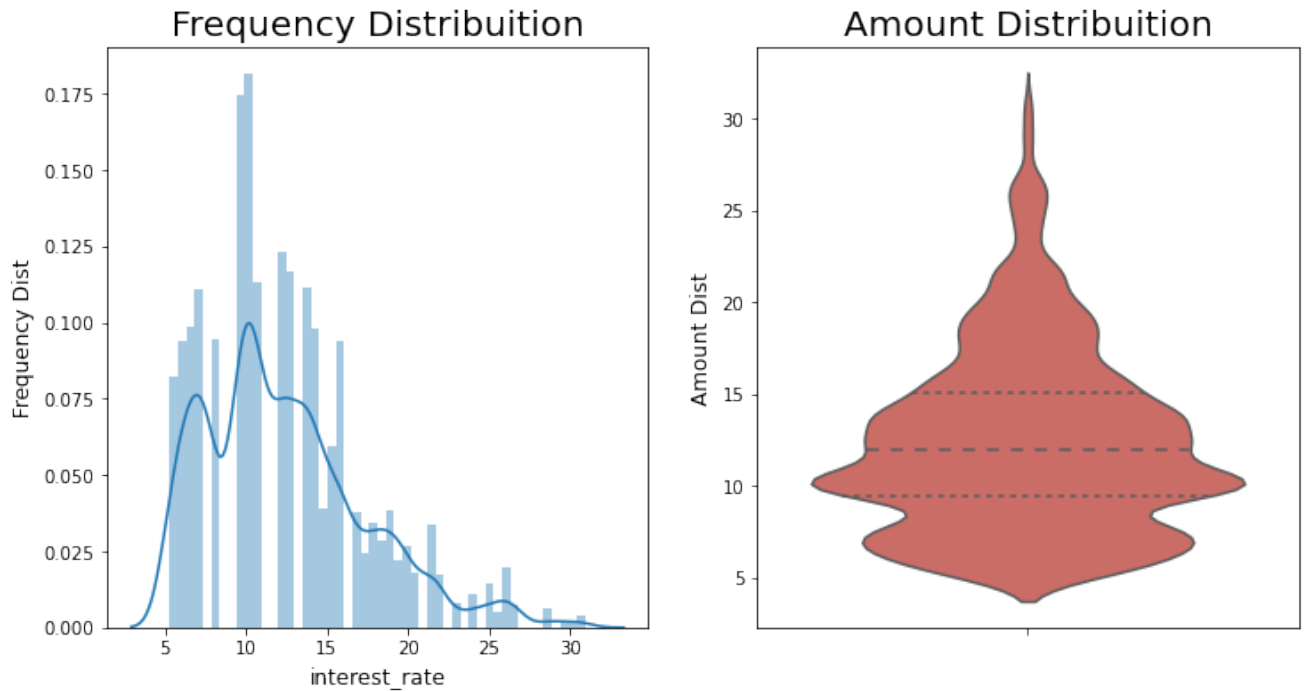 Frequency Distribuition
Frequency Dist
0.175
0.150
0.125
0.100
0.075
0.050
0.025
0.000
5 10 15 20 25 30
interest_rate
Amount Distribuition
Amount Dist
30
25
20
15
10
5